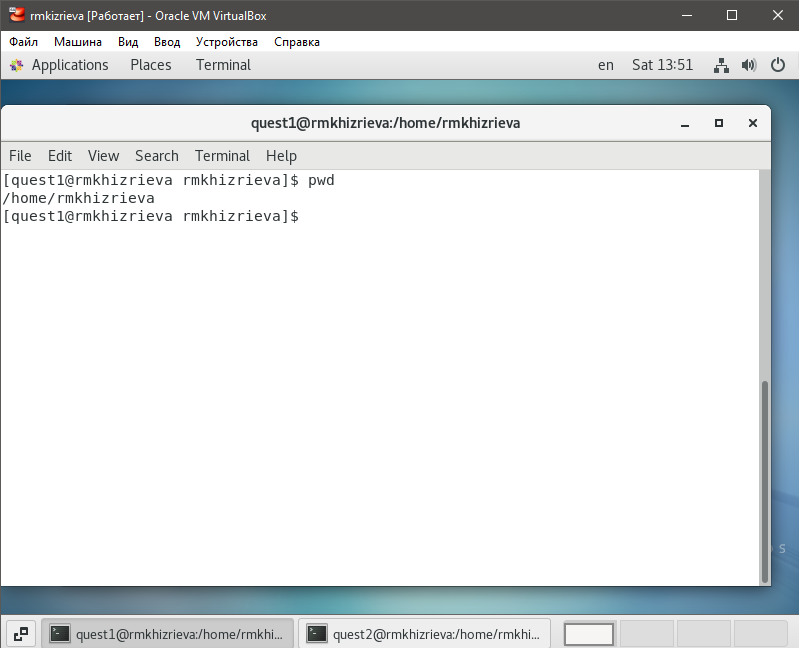 rmkizrieva [Работает] - Oracle VM VirtualBox
Файл Машина Вид Ввод Устройства Справка
Applications Places Terminal en Sat 13:51
quest1@rmkhizrieva:/home/rmkhizrieva
File Edit View Search Terminal Help
[quest1@rmkhizrieva rmkhizrieva]$ pwd
/home/rmkhizrieva
[quest1@rmkhizrieva rmkhizrieva]$
S
quest1@rmkhizrieva:/home/rmkhi... quest2@rmkhizrieva:/home/rmkhi...